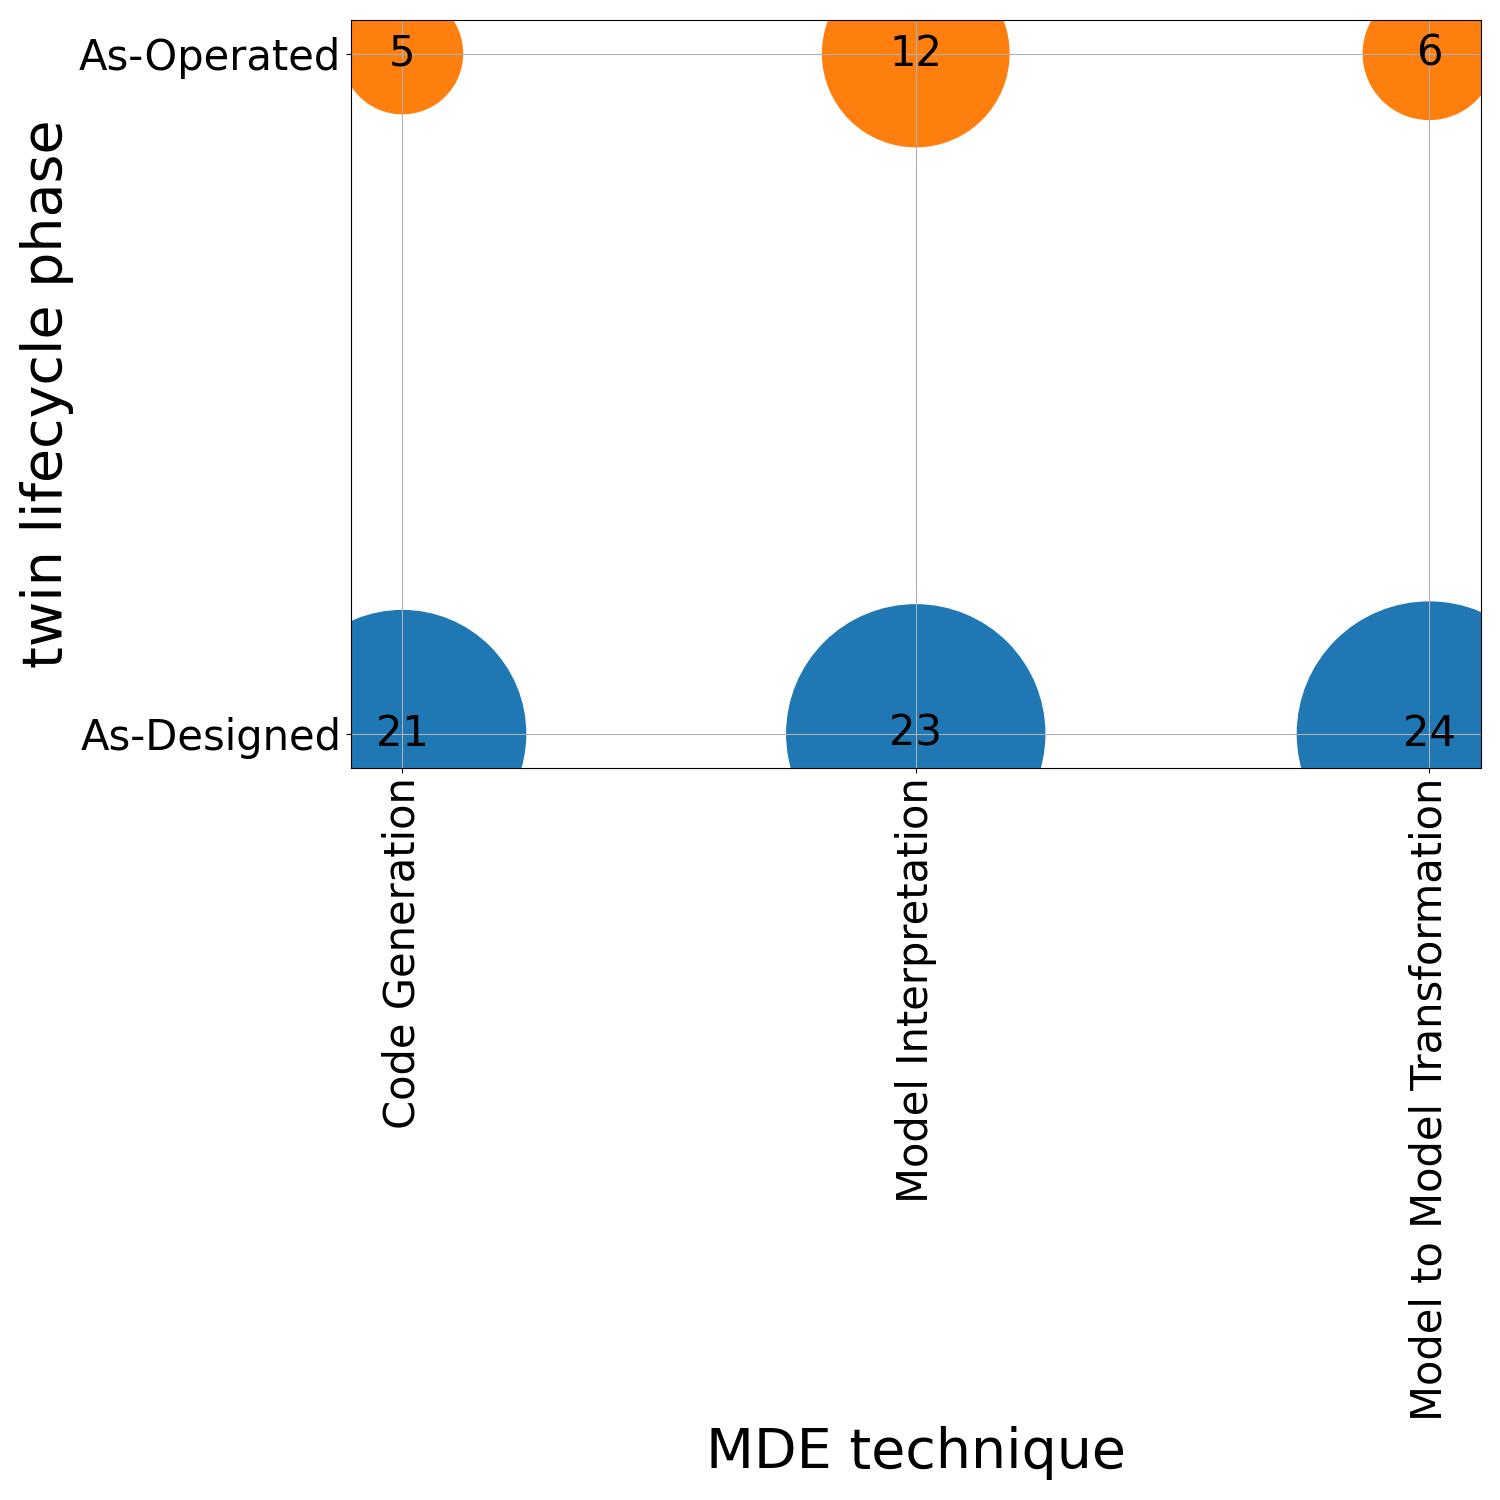 twin lifecycle phase
As-Operated
5
12
6
As-Designed
21
23
24
Code Generation
Model Interpretation
Model to Model Transformation
MDE technique